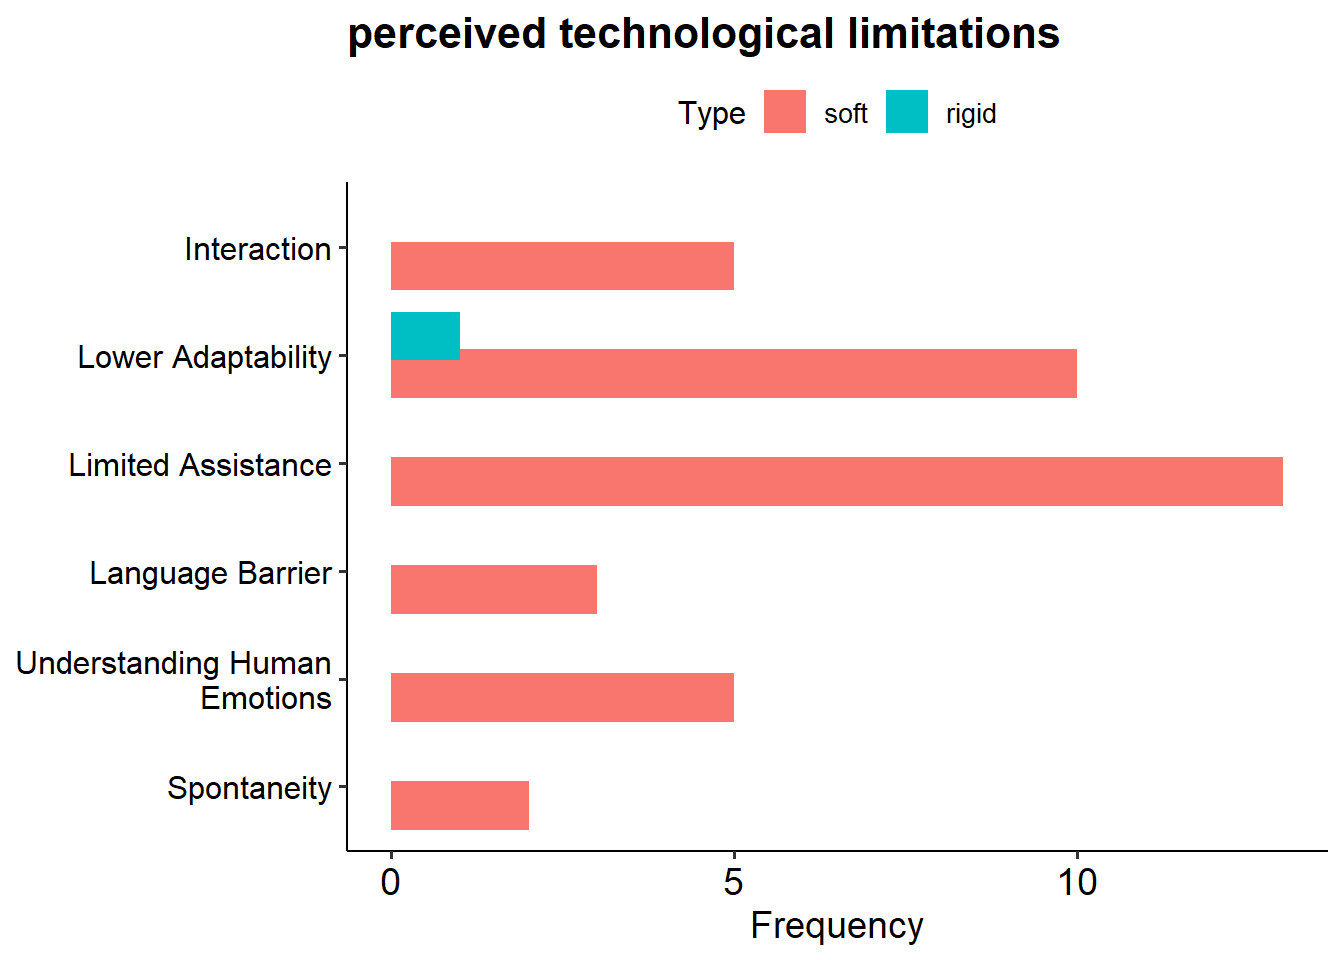 perceived technological limitations
Type soft rigid
Interaction
Lower Adaptability
Limited Assistance
Language Barrier
Understanding Human
Emotions
Spontaneity
0 5 10
Frequency